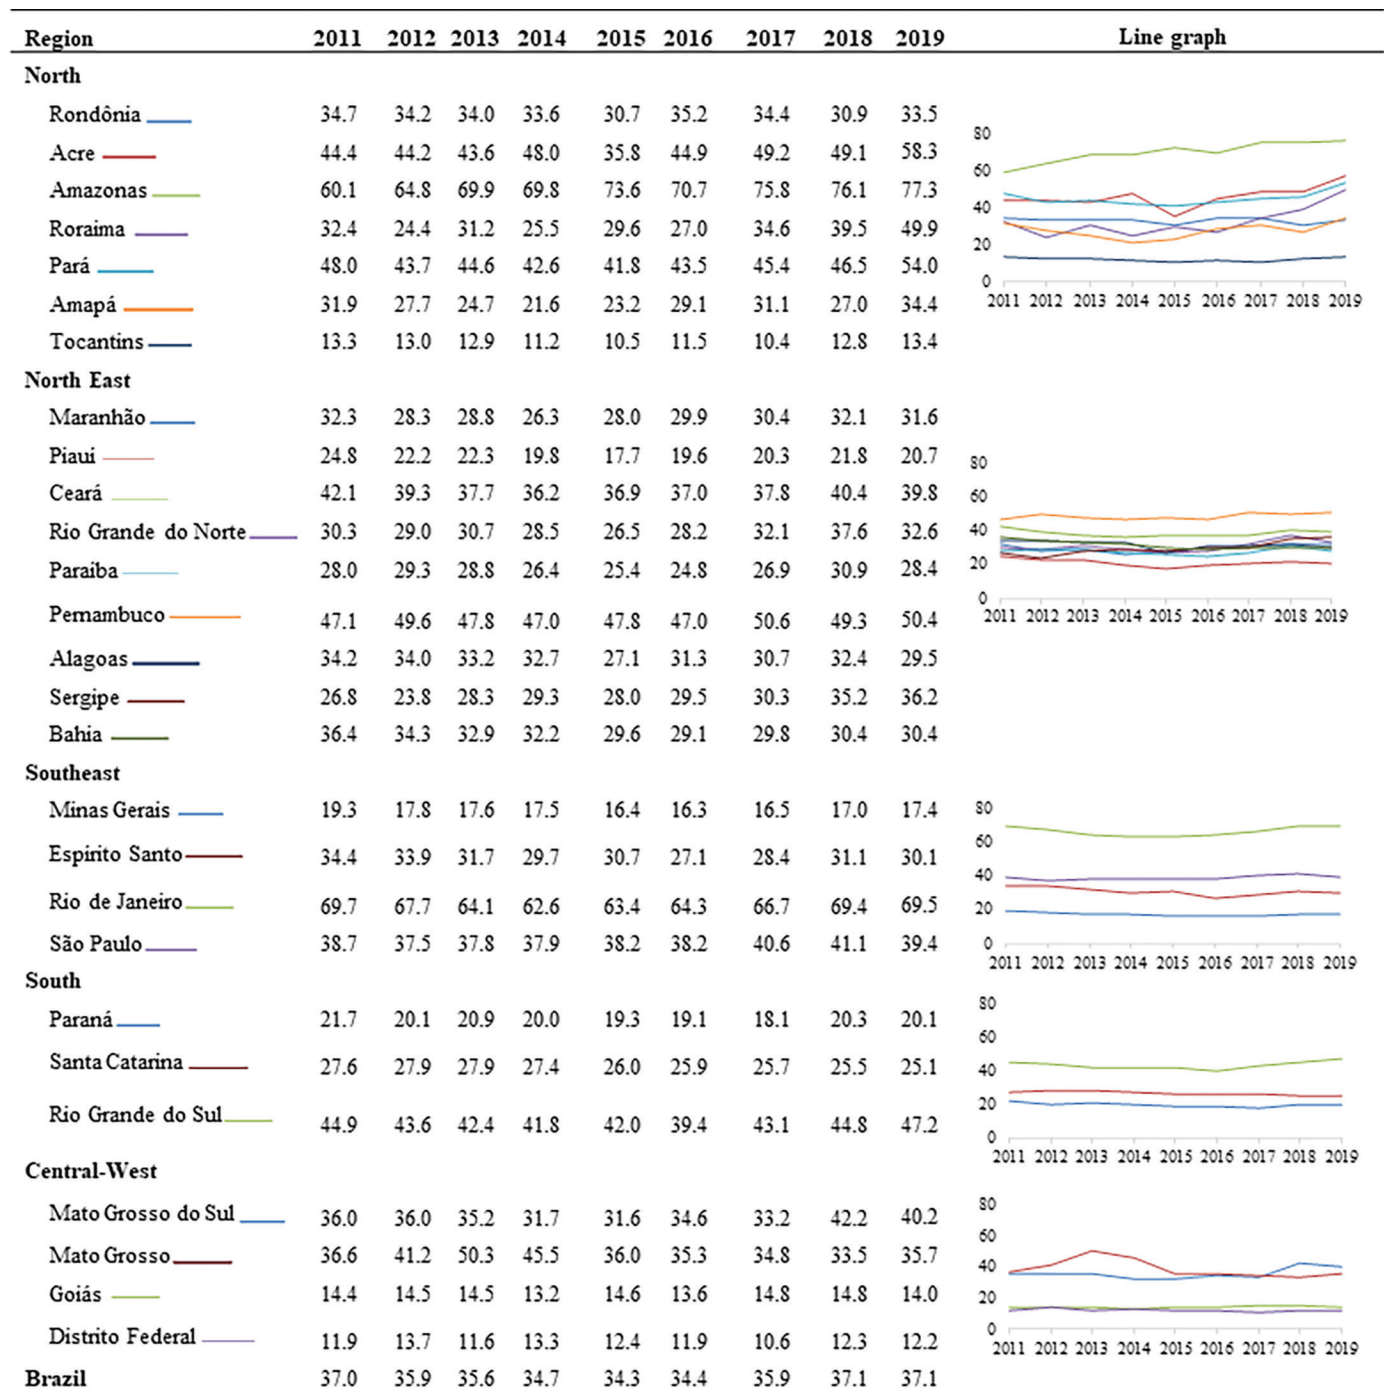 Region 2011 2012 2013 2014 2015 2016 2017 2018 2019 Line graph
North
Rondônia 34.7 34.2 34.0 33.6 30.7 35.2 34.4 30.9 33.5
Acre 44.4 44.2 43.6 48.0 35.8 44.9 49.2 49.1 58.3
Amazonas 60.1 64.8 69.9 69.8 73.6 70.7 75.8 76.1 77.3
Roraima 32.4 24.4 31.2 25.5 29.6 27.0 34.6 39.5 49.9
Pará 48.0 43.7 44.6 42.6 41.8 43.5 45.4 46.5 54.0
Amapá 31.9 27.7 24.7 21.6 23.2 29.1 31.1 27.0 34.4
Tocantins 13.3 13.0 12.9 11.2 10.5 11.5 10.4 12.8 13.4
80
60
40
20
0
2011 2012 2013 2014 2015 2016 2017 2018 2019
North East
Maranhão 32.3 28.3 28.8 26.3 28.0 29.9 30.4 32.1 31.6
Piaui 24.8 22.2 22.3 19.8 17.7 19.6 20.3 21.8 20.7
Ceará 42.1 39.3 37.7 36.2 36.9 37.0 37.8 40.4 39.8
Rio Grande do Norte 30.3 29.0 30.7 28.5 26.5 28.2 32.1 37.6 32.6
Paraiba 28.0 29.3 28.8 26.4 25.4 24.8 26.9 30.9 28.4
Pernambuco 47.1 49.6 47.8 47.0 47.8 47.0 50.6 49.3 50.4
Alagoas 34.2 34.0 33.2 32.7 27.1 31.3 30.7 32.4 29.5
Sergipe 26.8 23.8 28.3 29.3 28.0 29.5 30.3 35.2 36.2
Bahia 36.4 34.3 32.9 32.2 29.6 29.1 29.8 30.4 30.4
80
60
40
20
0
2011 2012 2013 2014 2015 2016 2017 2018 2019
Southeast
Minas Gerais 19.3 17.8 17.6 17.5 16.4 16.3 16.5 17.0 17.4
Espirito Santo 34.4 33.9 31.7 29.7 30.7 27.1 28.4 31.1 30.1
Rio de Janeiro 69.7 67.7 64.1 62.6 63.4 64.3 66.7 69.4 69.5
São Paulo 38.7 37.5 37.8 37.9 38.2 38.2 40.6 41.1 39.4
80
60
40
20
0
2011 2012 2013 2014 2015 2016 2017 2018 2019
South
Paraná 21.7 20.1 20.9 20.0 19.3 19.1 18.1 20.3 20.1
Santa Catarina 27.6 27.9 27.9 27.4 26.0 25.9 25.7 25.5 25.1
Rio Grande do Sul 44.9 43.6 42.4 41.8 42.0 39.4 43.1 44.8 47.2
80
60
40
20
0
2011 2012 2013 2014 2015 2016 2017 2018 2019
Central-West
Mato Grosso do Sul 36.0 36.0 35.2 31.7 31.6 34.6 33.2 42.2 40.2
Mato Grosso 36.6 41.2 50.3 45.5 36.0 35.3 34.8 33.5 35.7
Goiás 14.4 14.5 14.5 13.2 14.6 13.6 14.8 14.8 14.0
Distrito Federal 11.9 13.7 11.6 13.3 12.4 11.9 10.6 12.3 12.2
80
60
40
20
0
2011 2012 2013 2014 2015 2016 2017 2018 2019
Brazil 37.0 35.9 35.6 34.7 34.3 34.4 35.9 37.1 37.1